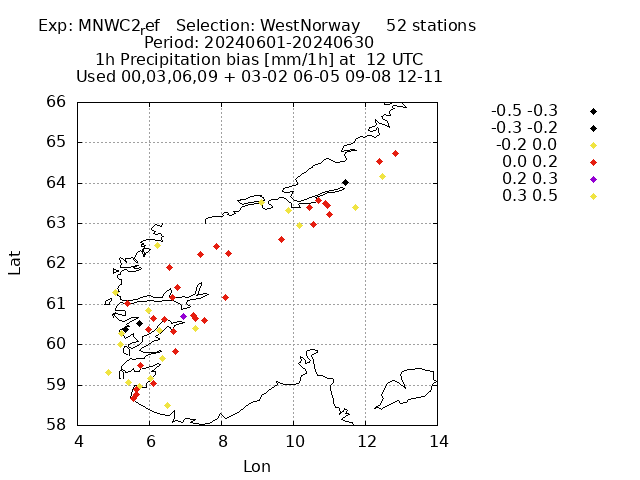 Exp: MNWC2ref   Selection: WestNorway     52 stations
Period: 20240601-20240630
1h Precipitation bias [mm/1h] at  12 UTC
Used 00,03,06,09 + 03-02 06-05 09-08 12-11
-0.5 -0.3
-0.3 -0.2
-0.2 0.0
0.0 0.2
0.2 0.3
0.3 0.5
66
65
64
63
62
61
60
59
58
Lat
4 6 8 10 12 14
Lon